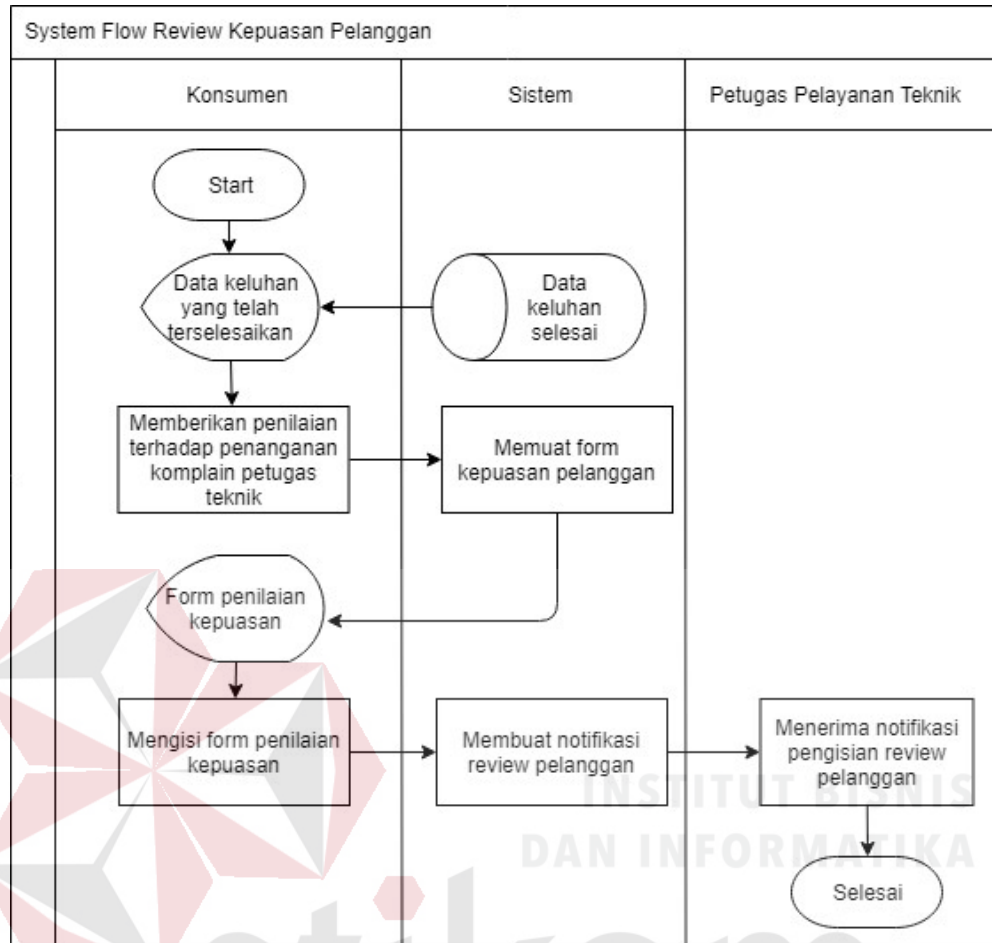 System Flow Review Kepuasan Pelanggan
Konsumen
Sistem
Petugas Pelayanan Teknik
Start
Data keluhan
yang telah
terselesaikan
Data
keluhan
selesai
Memberikan penilaian
terhadap penanganan
komplain petugas
teknik
Memuat form
kepuasan pelanggan
Form penilaian
kepuasan
Mengisi form penilaian
kepuasan
Membuat notifikasi
review pelanggan
Menerima notifikasi
pengisian review
pelanggan
INSTITUT BISNIS
DAN INFORMATIKA
Selesai